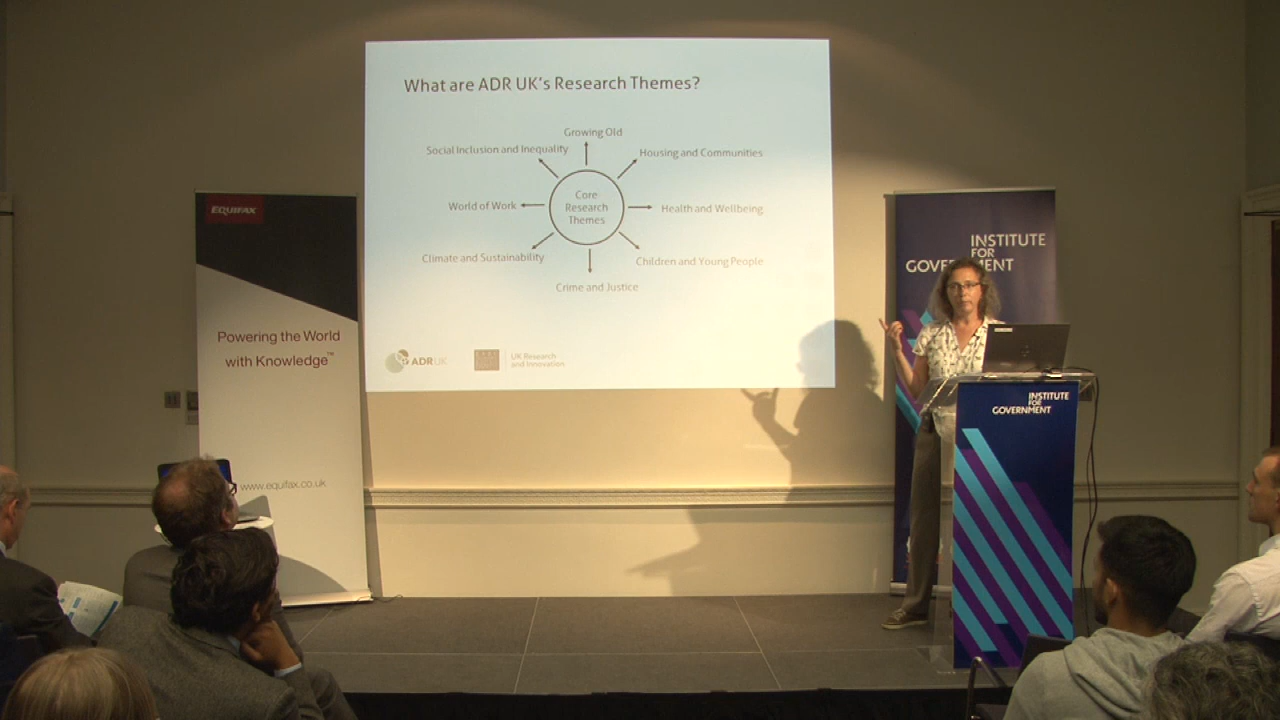 What are ADR UK's Research Themes?
Growing Old
Social Inclusion and Inequality
Housing and Communities
Core
Research
Themes
World of Work
Health and Wellbeing
Climate and Sustainability
Children and Young People
Crime and Justice
ADR UK
UK Research
and Innovation
EQUIFAX
Powering the World
with Knowledge™
www.equifax.co.uk
INSTITUTE
FOR
GOVERNMENT
INSTITUTE
FOR
GOVERNMENT